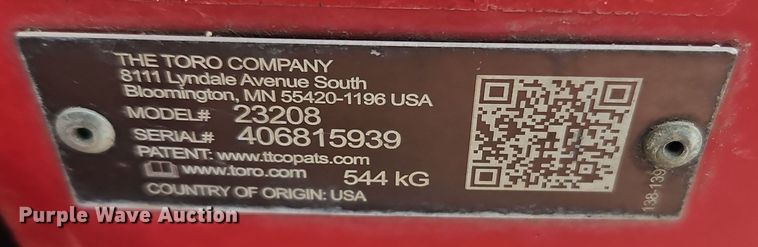 THE TORO COMPANY
8111 Lyndale Avenue South
Bloomington, MN 55420-1196 USA
MODEL# 23208
SERIAL# 406815939
PATENT: www.ttcopats.com
www.toro.com 544 kG
COUNTRY OF ORIGIN: USA
Purple Wave Auction